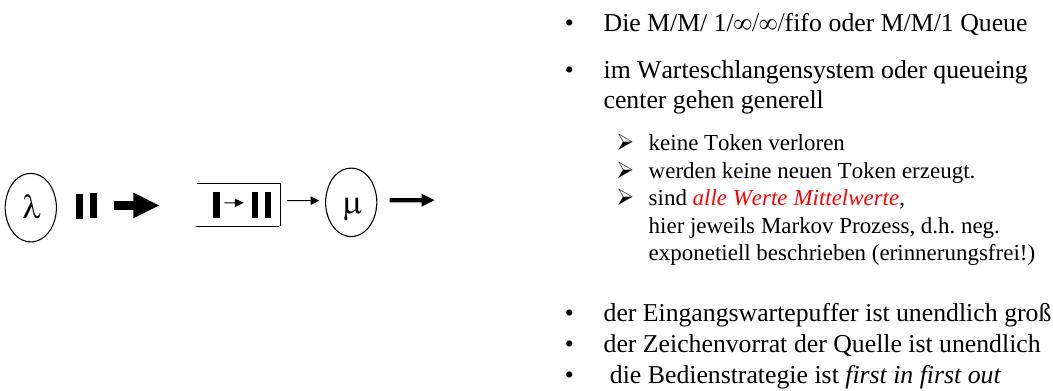 • Die M/M/ 1/∞/∞/fifo oder M/M/1 Queue
• im Warteschlangensystem oder queueing
center gehen generell
➢ keine Token verloren
➢ werden keine neuen Token erzeugt.
➢ sind alle Werte Mittelwerte,
hier jeweils Markov Prozess, d.h. neg.
exponetiell beschrieben (erinnerungsfrei!)
λ
μ
• der Eingangswartepuffer ist unendlich groß
• der Zeichenvorrat der Quelle ist unendlich
• die Bedienstrategie ist first in first out